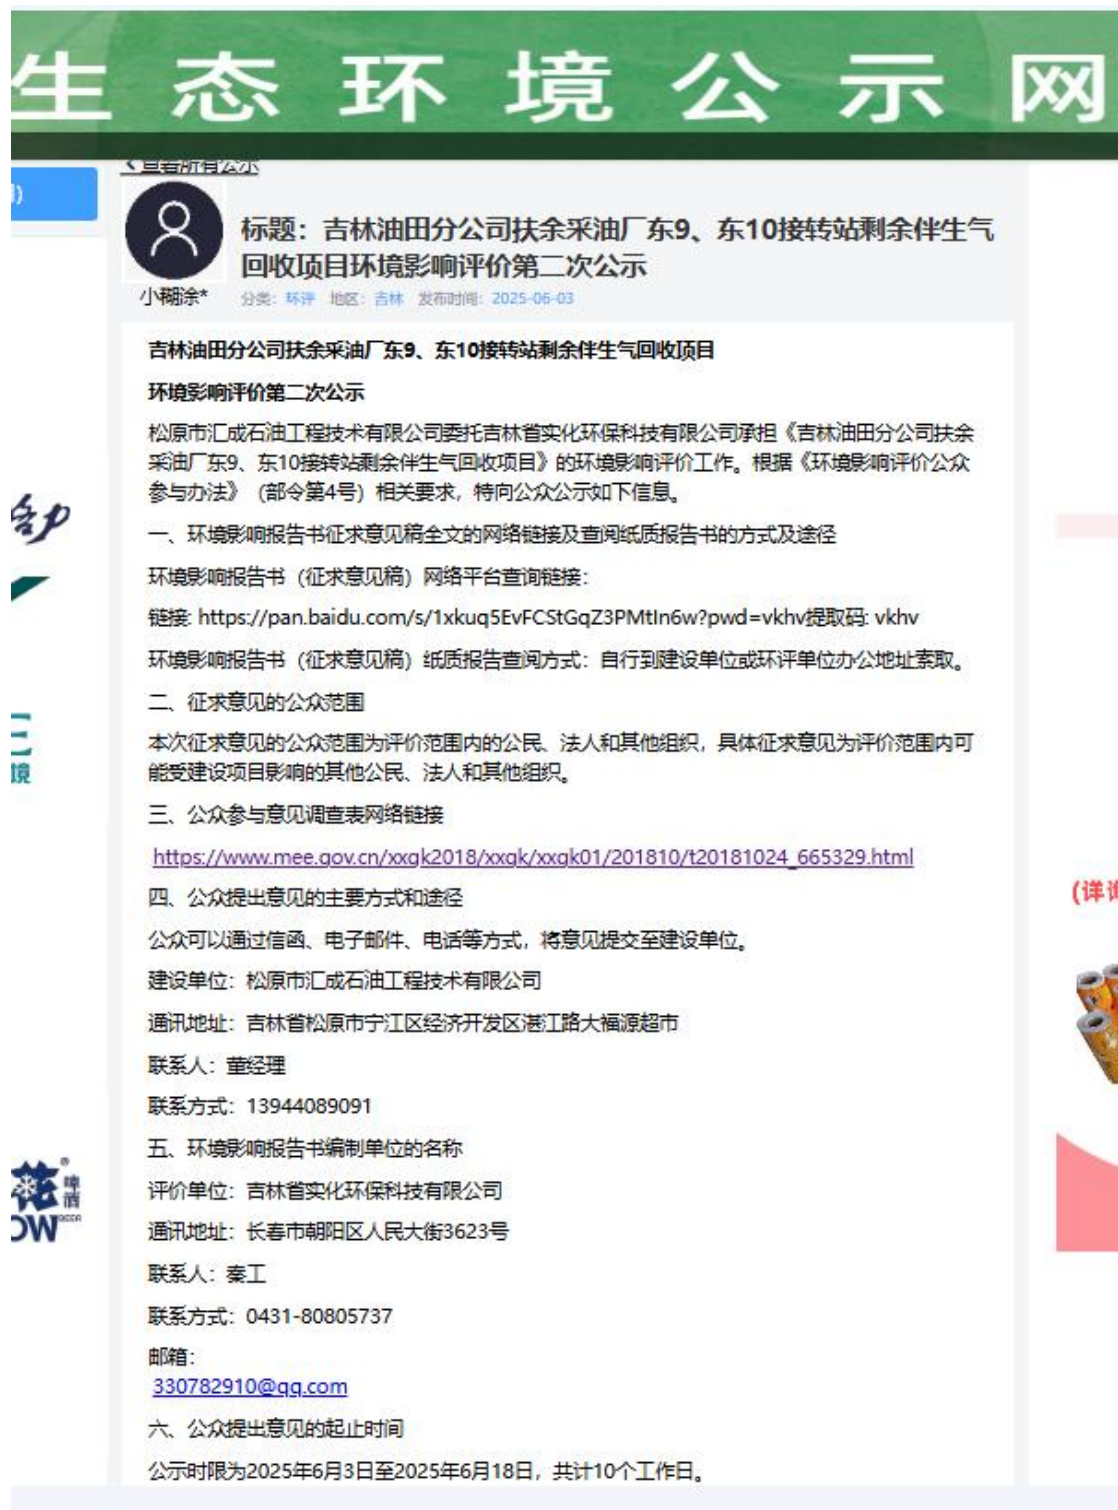 生态环境公示网
查看所有公示
标题：吉林油田分公司扶余采油厂东9、东10接转站剩余伴生气
回收项目环境影响评价第二次公示
小糊涂*
分类：环评 地区：吉林 发布时间：2025-06-03
吉林油田分公司扶余采油厂东9、东10接转站剩余伴生气回收项目
环境影响评价第二次公示
松原市汇成石油工程技术有限公司委托吉林省实化环保科技有限公司承担《吉林油田分公司扶余
采油厂东9、东10接转站剩余伴生气回收项目》的环境影响评价工作。根据《环境影响评价公众
参与办法》（部令第4号）相关要求，特向公众公示如下信息。
一、环境影响报告书征求意见稿全文的网络链接及查阅纸质报告书的方式及途径
环境影响报告书（征求意见稿）网络平台查询链接：
链接: https://pan.baidu.com/s/1xkuq5EvFCStGqZ3PMtIn6w?pwd=vkhv提取码: vkhv
环境影响报告书（征求意见稿）纸质报告查阅方式：自行到建设单位或环评单位办公地址索取。
二、征求意见的公众范围
本次征求意见的公众范围为评价范围内的公民、法人和其他组织，具体征求意见为评价范围内可
能受建设项目影响的其他公民、法人和其他组织。
三、公众参与意见调查表网络链接
https://www.mee.gov.cn/xxgk2018/xxgk/xxgk01/201810/t20181024_665329.html
四、公众提出意见的主要方式和途径
公众可以通过信函、电子邮件、电话等方式，将意见提交至建设单位。
建设单位：松原市汇成石油工程技术有限公司
通讯地址：吉林省松原市宁江区经济开发区湛江路大福源超市
联系人：董经理
联系方式：13944089091
五、环境影响报告书编制单位的名称
评价单位：吉林省实化环保科技有限公司
通讯地址：长春市朝阳区人民大街3623号
联系人：秦工
联系方式：0431-80805737
邮箱：
330782910@qq.com
六、公众提出意见的起止时间
公示时限为2025年6月3日至2025年6月18日，共计10个工作日。
境
(详
啤酒